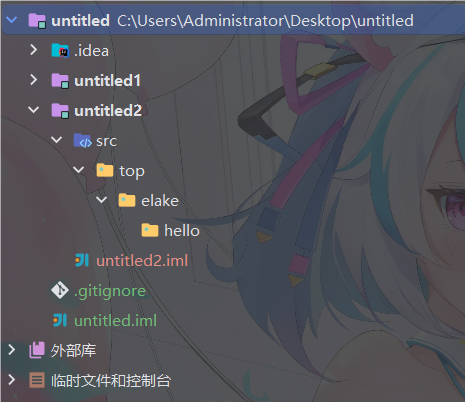 untitled C:\Users\Administrator\Desktop\untitled
.idea
untitled1
untitled2
src
top
elake
hello
untitled2.iml
.gitignore
untitled.iml
外部库
临时文件和控制台